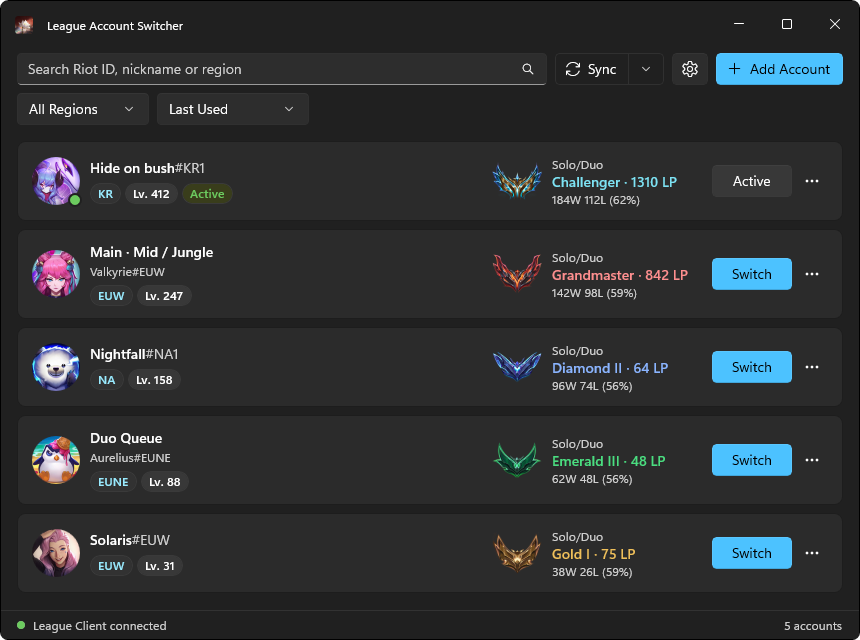 League Account Switcher
Search Riot ID, nickname or region
Sync
Add Account
All Regions
Last Used
Hide on bush#KR1
KR
Lv. 412
Active
Solo/Duo
Challenger · 1310 LP
184W 112L (62%)
Active
Main · Mid / Jungle
Valkyrie#EUW
EUW
Lv. 247
Solo/Duo
Grandmaster · 842 LP
142W 98L (59%)
Switch
Nightfall#NA1
NA
Lv. 158
Solo/Duo
Diamond II · 64 LP
96W 74L (56%)
Switch
Duo Queue
Aurelius#EUNE
EUNE
Lv. 88
Solo/Duo
Emerald III · 48 LP
62W 48L (56%)
Switch
Solaris#EUW
EUW
Lv. 31
Solo/Duo
Gold I · 75 LP
38W 26L (59%)
Switch
League Client connected
5 accounts